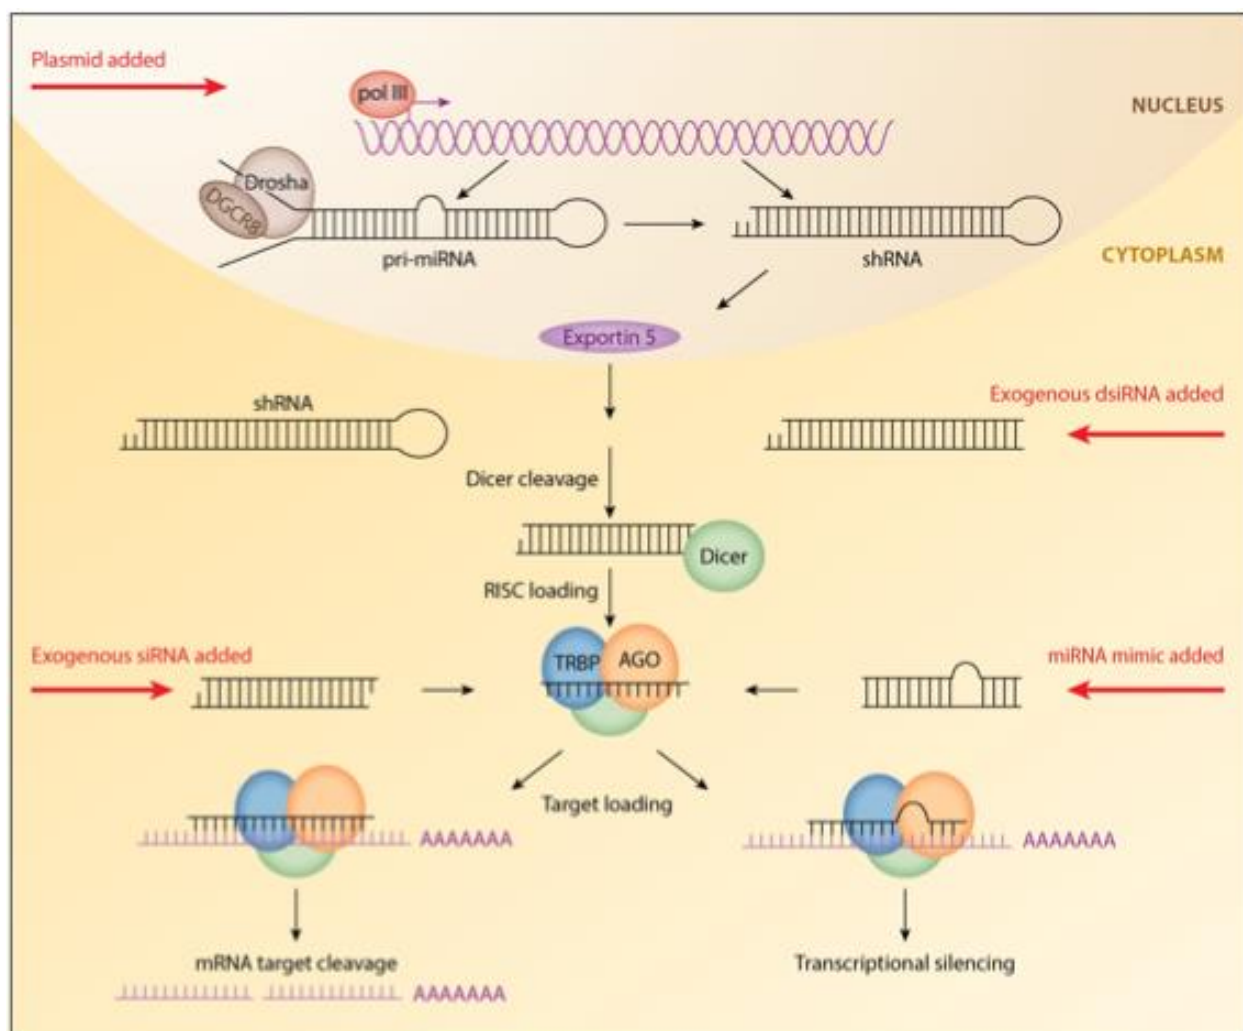 Plasmid added
pol III
NUCLEUS
Drosha
DGCR8
pri-miRNA
shRNA
CYTOPLASM
Exportin 5
shRNA
Exogenous dsiRNA added
Dicer cleavage
Dicer
RISC loading
Exogenous siRNA added
TRBP
AGO
miRNA mimic added
Target loading
AAAAAAA
AAAAAAA
mRNA target cleavage
Transcriptional silencing
AAAAAAA